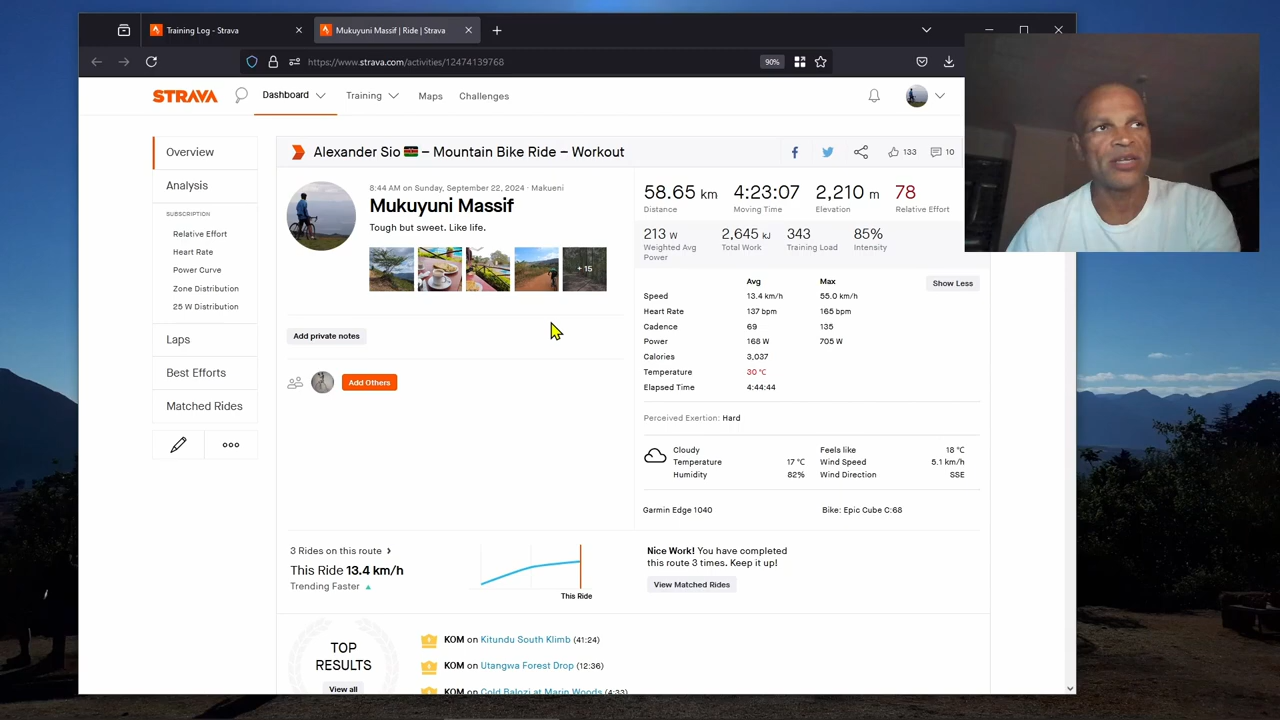 Training Log - Strava
Mukuyuni Massif | Ride | Strava
https://www.strava.com/activities/12474139768
90%
STRAVA
Dashboard
Training
Maps
Challenges
Overview
Analysis
SUBSCRIPTION
Relative Effort
Heart Rate
Power Curve
Zone Distribution
25 W Distribution
Laps
Best Efforts
Matched Rides
Alexander Sio 🇰🇪 – Mountain Bike Ride – Workout
133
10
8:44 AM on Sunday, September 22, 2024 · Makueni
Mukuyuni Massif
Tough but sweet. Like life.
+ 15
Add private notes
Add Others
58.65 km
Distance
4:23:07
Moving Time
2,210 m
Elevation
78
Relative Effort
213 W
Weighted Avg
Power
2,645 kJ
Total Work
343
Training Load
85%
Intensity
Avg Max
Show Less
Speed 13.4 km/h 55.0 km/h
Heart Rate 137 bpm 165 bpm
Cadence 69 135
Power 168 W 705 W
Calories 3,037
Temperature 30 °C
Elapsed Time 4:44:44
Perceived Exertion: Hard
Cloudy Feels like 18 °C
Temperature 17 °C Wind Speed 5.1 km/h
Humidity 82% Wind Direction SSE
Garmin Edge 1040 Bike: Epic Cube C:68
3 Rides on this route
This Ride 13.4 km/h
Trending Faster
This Ride
Nice Work! You have completed
this route 3 times. Keep it up!
View Matched Rides
TOP
RESULTS
View all
KOM on Kitundu South Klimb (41:24)
KOM on Utangwa Forest Drop (12:36)
KOM on Cold Balozi at Marin Woods (4:33)